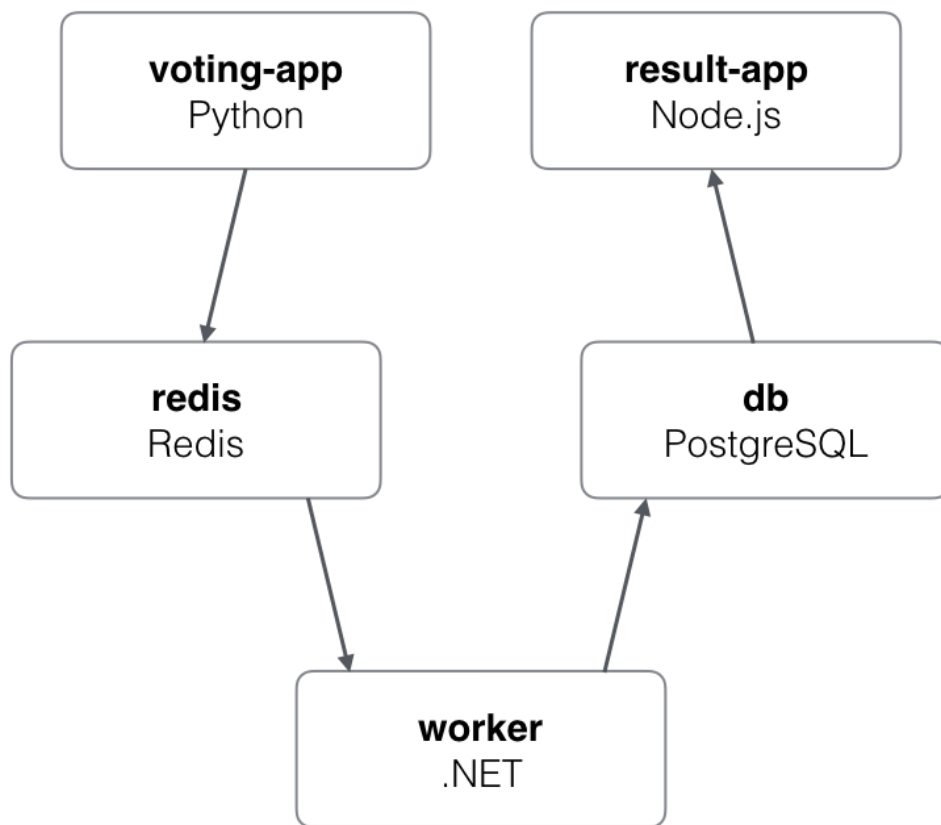 voting-app
Python
result-app
Node.js
redis
Redis
db
PostgreSQL
worker
.NET